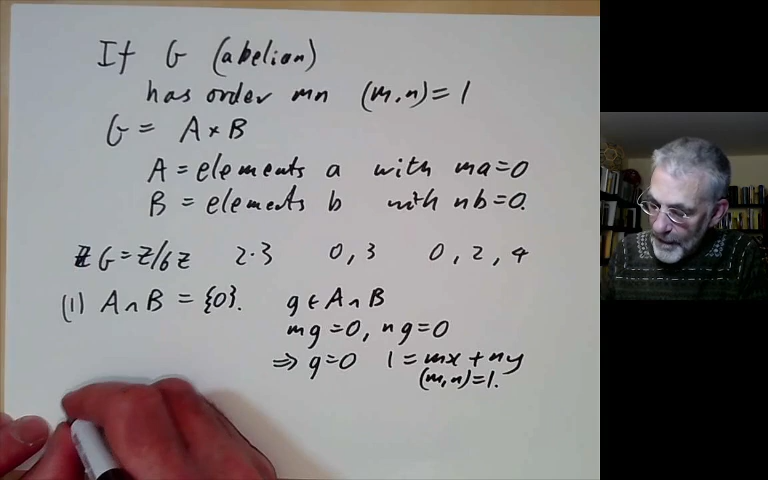 If G (abelian)
has order mn (m,n)=1
G = A×B
A = elements a with ma=0
B = elements b with nb=0.
G=Z/6Z 2·3 0,3 0,2,4
(1) A∩B = {0}. g∈A∩B
mg=0, ng=0
⇒ g=0 1=mx+ny
(m,n)=1.